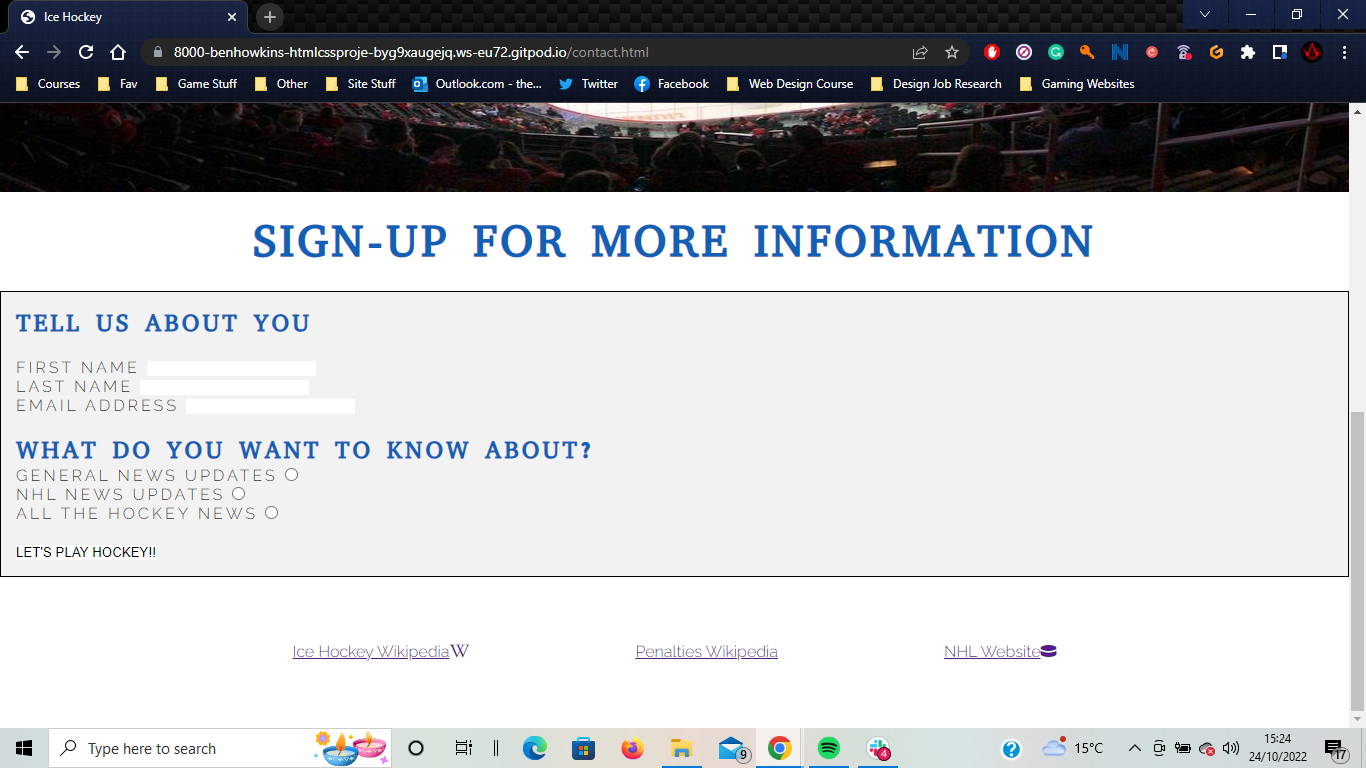 Ice Hockey
8000-benhowkins-htmlcssproje-byg9xaugejq.ws-eu72.gitpod.io/contact.html
Courses Fav Game Stuff Other Site Stuff Outlook.com - the... Twitter Facebook Web Design Course Design Job Research Gaming Websites
SIGN-UP FOR MORE INFORMATION
TELL US ABOUT YOU
FIRST NAME
LAST NAME
EMAIL ADDRESS
WHAT DO YOU WANT TO KNOW ABOUT?
GENERAL NEWS UPDATES
NHL NEWS UPDATES
ALL THE HOCKEY NEWS
LET'S PLAY HOCKEY!!
Ice Hockey Wikipedia W Penalties Wikipedia NHL Website
Type here to search 9 4 15°C 15:24
24/10/2022 17